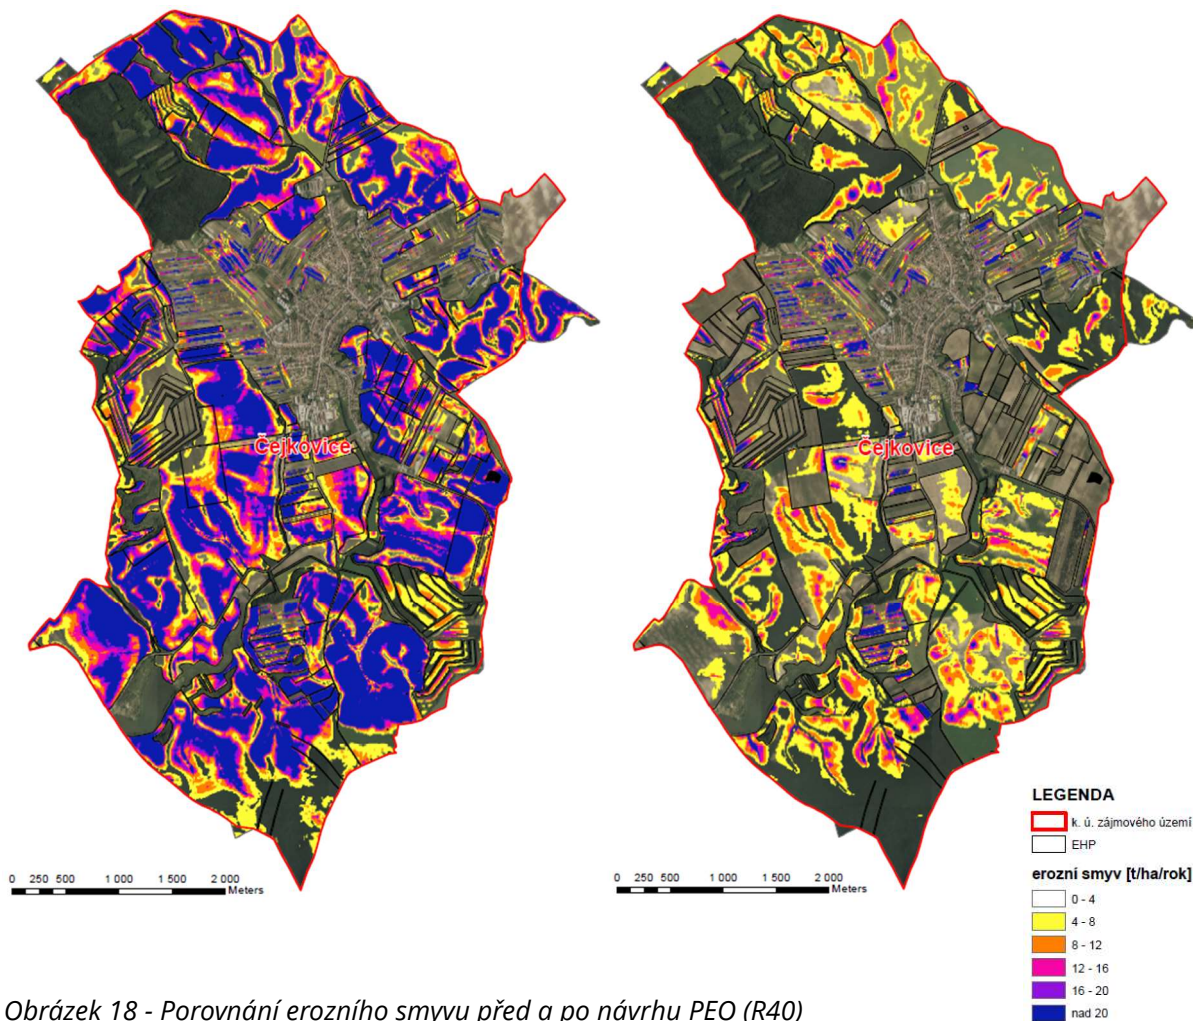 Čejkovice
Čejkovice
0 250 500 1 000 1 500 2 000
Meters
0 250 500 1 000 1 500 2 000
Meters
LEGENDA
k. ú. zájmového území
EHP
erozní smyv [t/ha/rok]
0 - 4
4 - 8
8 - 12
12 - 16
16 - 20
nad 20
Obrázek 18 - Porovnání erozního smyvu před a po návrhu PEO (R40)